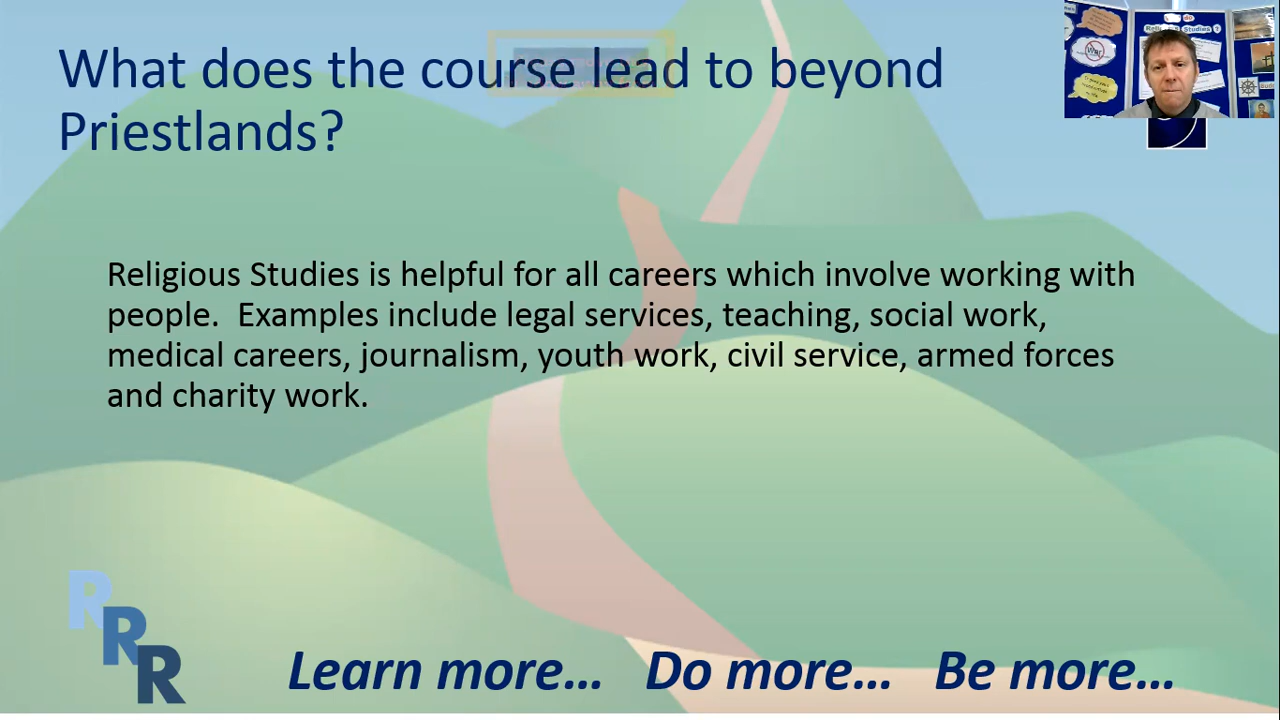 What does the course lead to beyond
Priestlands?
Religious Studies is helpful for all careers which involve working with
people.  Examples include legal services, teaching, social work,
medical careers, journalism, youth work, civil service, armed forces
and charity work.
R
R
R
Learn more... Do more... Be more...